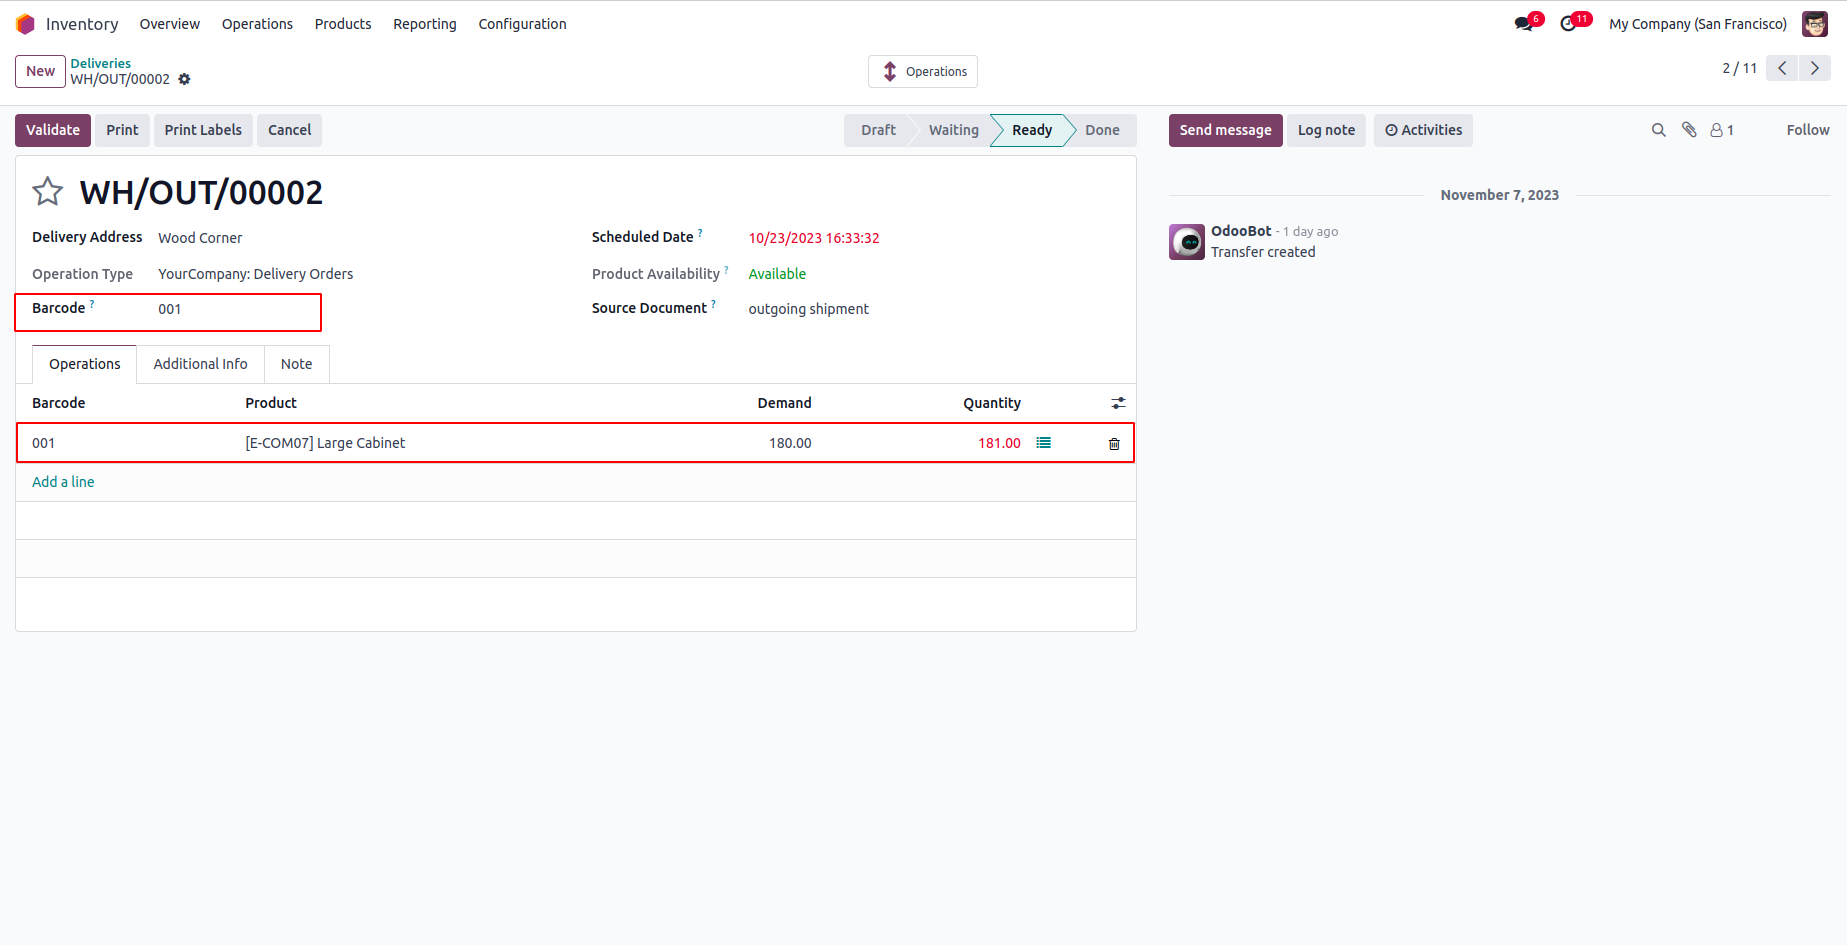 Inventory Overview Operations Products Reporting Configuration 6 11 My Company (San Francisco)
New Deliveries
WH/OUT/00002
Operations
2 / 11
Validate Print Print Labels Cancel Draft Waiting Ready Done Send message Log note Activities 1 Follow
WH/OUT/00002
November 7, 2023
Delivery Address Wood Corner Scheduled Date ? 10/23/2023 16:33:32
OdooBot - 1 day ago
Transfer created
Operation Type YourCompany: Delivery Orders Product Availability ? Available
Barcode ? 001 Source Document ? outgoing shipment
Operations Additional Info Note
Barcode Product Demand Quantity
001 [E-COM07] Large Cabinet 180.00 181.00
Add a line